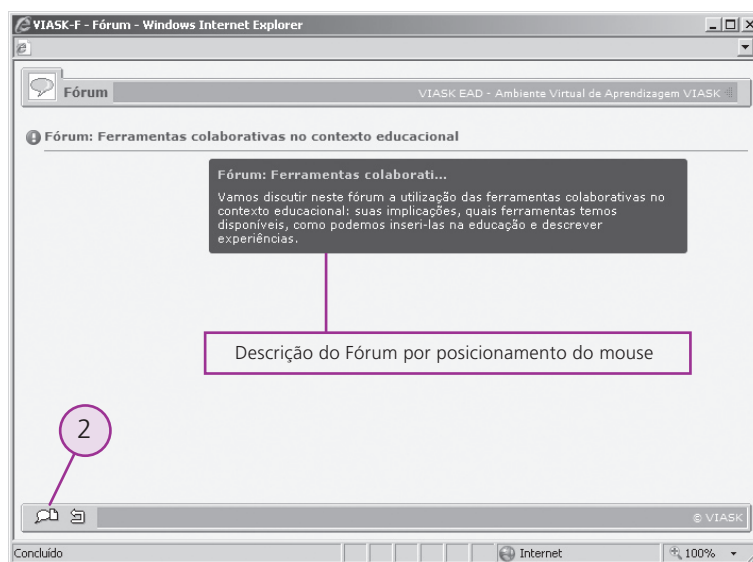 VIASK-F - Fórum - Windows Internet Explorer
Fórum
VIASK EAD - Ambiente Virtual de Aprendizagem VIASK
Fórum: Ferramentas colaborativas no contexto educacional
Fórum: Ferramentas colaborati...
Vamos discutir neste fórum a utilização das ferramentas colaborativas no
contexto educacional: suas implicações, quais ferramentas temos
disponíveis, como podemos inseri-las na educação e descrever
experiências.
Descrição do Fórum por posicionamento do mouse
2
© VIASK
Concluído
Internet
100%